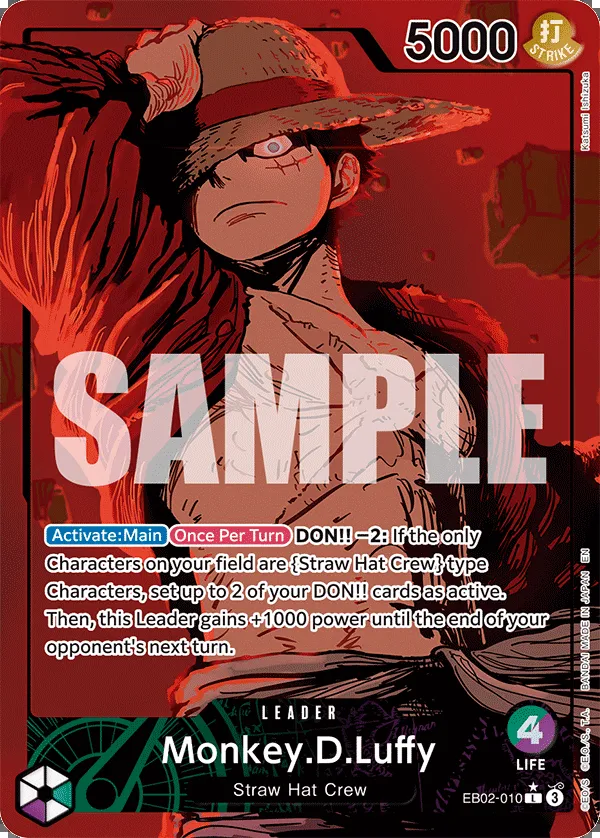 5000
打
STRIKE
Katsumi Ishizuka
SAMPLE
Activate:Main Once Per Turn DON!! −2: If the only
Characters on your field are {Straw Hat Crew} type
Characters, set up to 2 of your DON!! cards as active.
Then, this Leader gains +1000 power until the end of your
opponent's next turn.
LEADER
Monkey.D.Luffy
Straw Hat Crew
4
LIFE
EB02-010 ★ L 3
©E.O./S. ©E.O./S., T.A. BANDAI MADE IN JAPAN EN